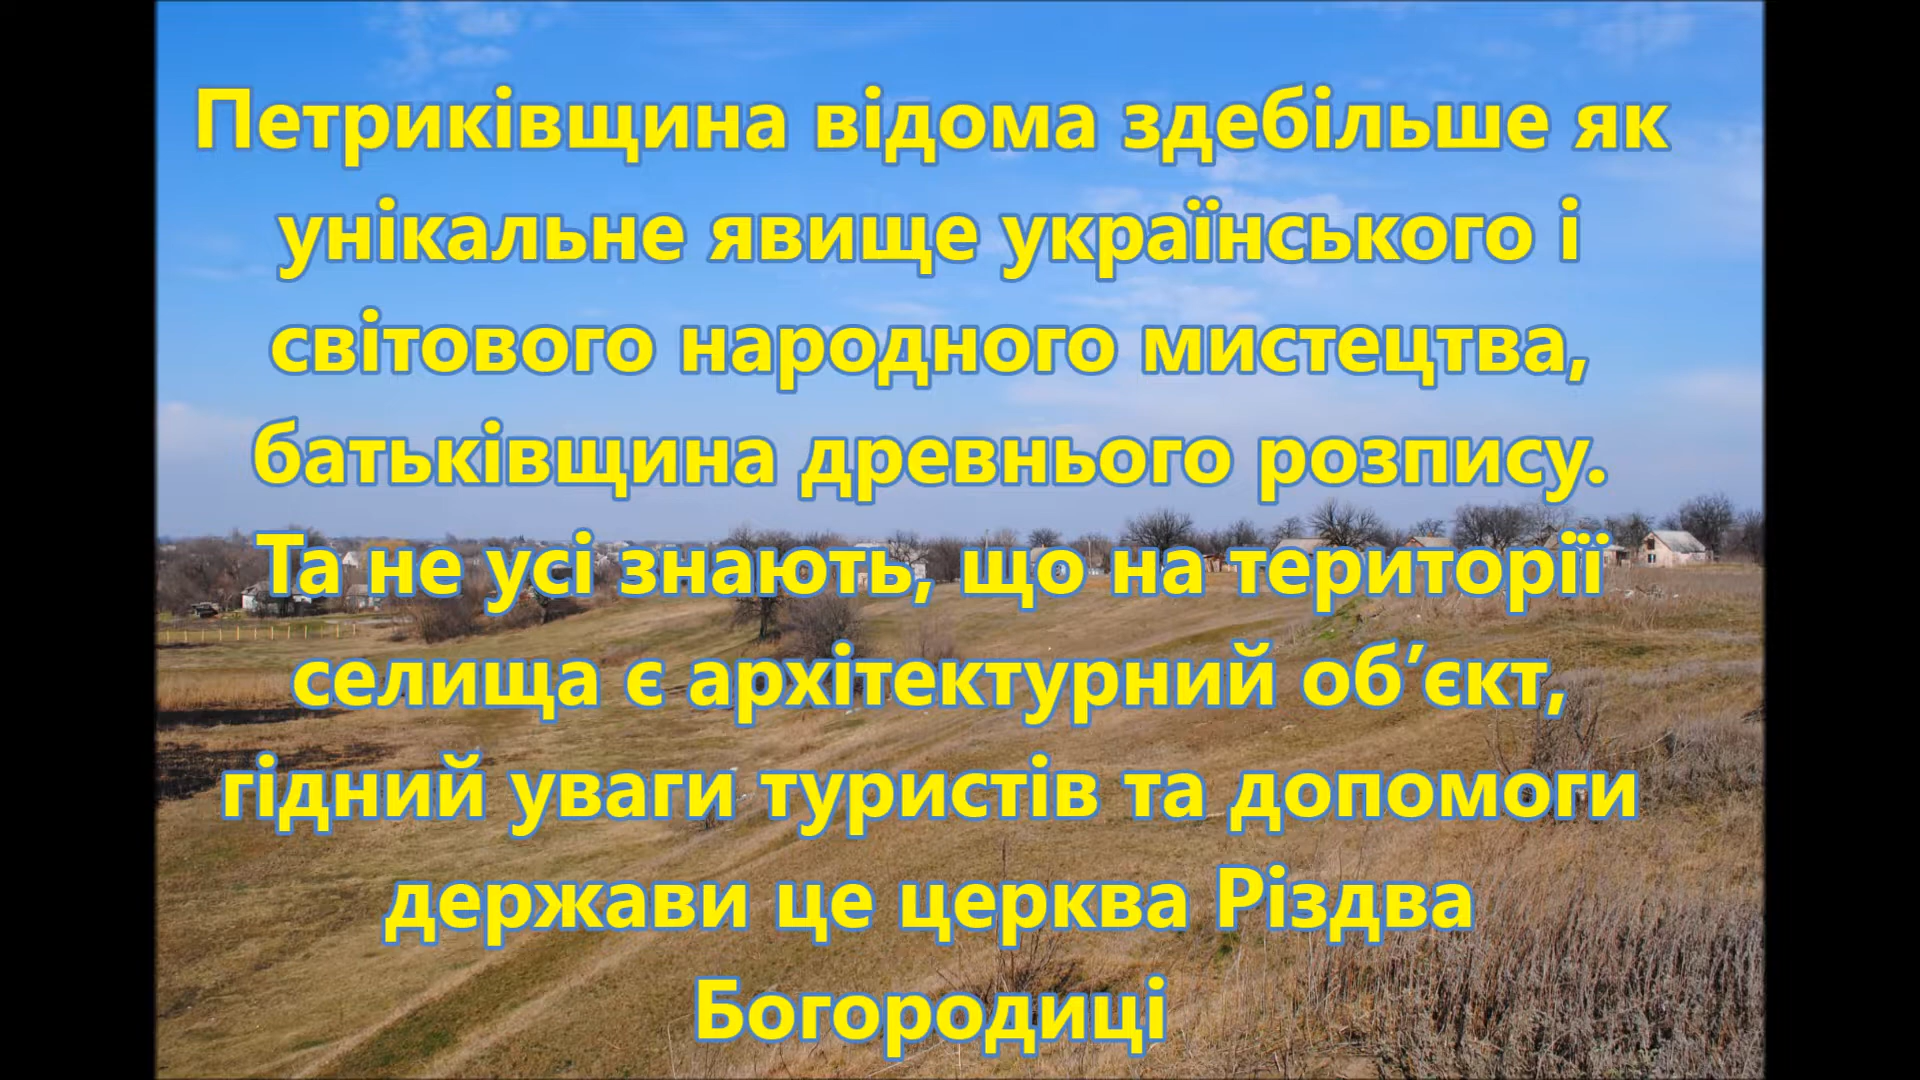 Петриківщина відома здебільше як
унікальне явище українського і
світового народного мистецтва,
батьківщина древнього розпису.
Та не усі знають, що на території
селища є архітектурний об’єкт,
гідний уваги туристів та допомоги
держави це церква Різдва
Богородиці